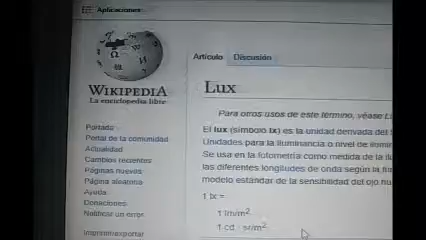 Aplicaciones
WIKIPEDIA
La enciclopedia libre
Portada
Portal de la comunidad
Actualidad
Cambios recientes
Páginas nuevas
Página aleatoria
Ayuda
Donaciones
Notificar un error
Imprimir/exportar
Artículo Discusión
Lux
Para otros usos de este término, véase
El lux (símbolo lx) es la unidad derivada del
Unidades para la iluminancia o nivel de
Se usa en la fotometría como medida de la
las diferentes longitudes de onda según la
modelo estándar de la sensibilidad del ojo
1 lx =
1 lm/m²
1 cd · sr/m²